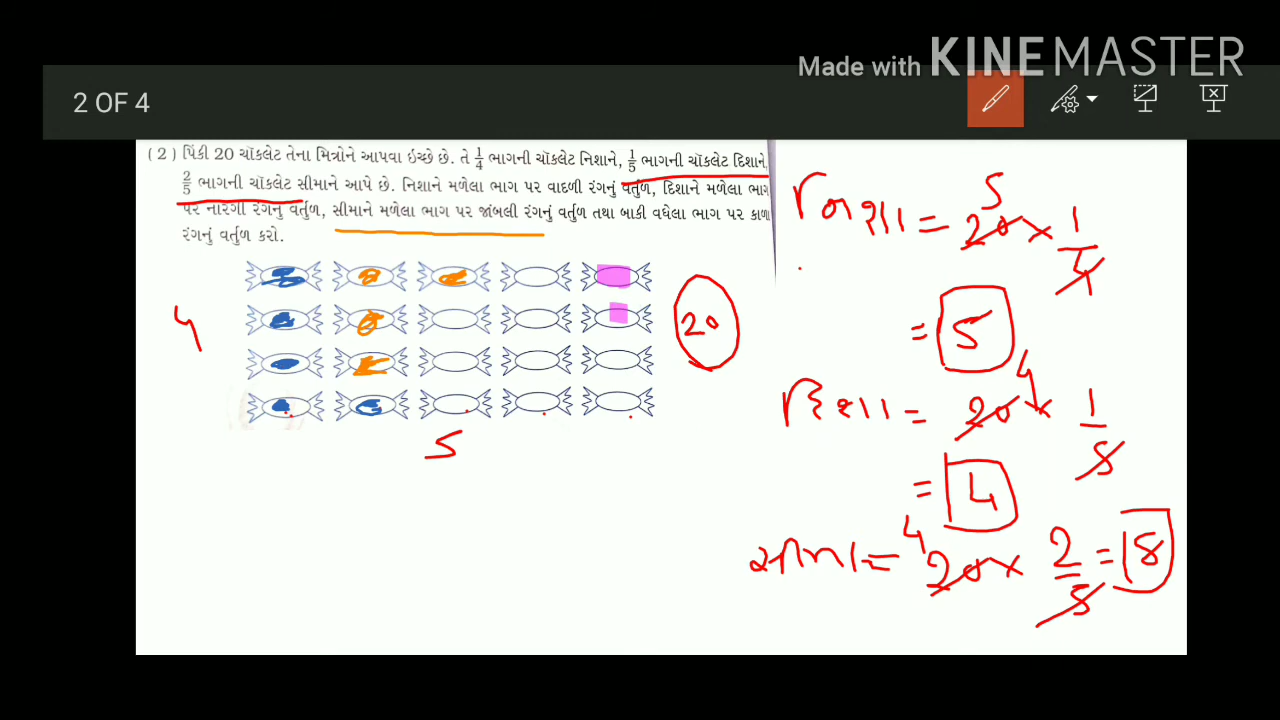 Made with KINEMASTER
2 OF 4
( 2 ) પિંકી 20 ચૉકલેટ તેના મિત્રોને આપવા ઇચ્છે છે. તે 1/4 ભાગની ચૉકલેટ નિશાને, 1/5 ભાગની ચૉકલેટ દિશાને,
2/5 ભાગની ચૉકલેટ સીમાને આપે છે. નિશાને મળેલા ભાગ પર વાદળી રંગનું વર્તુળ, દિશાને મળેલા ભાગ
પર નારંગી રંગનું વર્તુળ, સીમાને મળેલા ભાગ પર જાંબલી રંગનું વર્તુળ તથા બાકી વધેલા ભાગ પર કાળા
રંગનું વર્તુળ કરો.
4
20
5
નિશા = 20 × 1/4
5
= 5
દિશા = 20 × 1/5
4
= 4
સીમા = 20 × 2/5 = 8
4